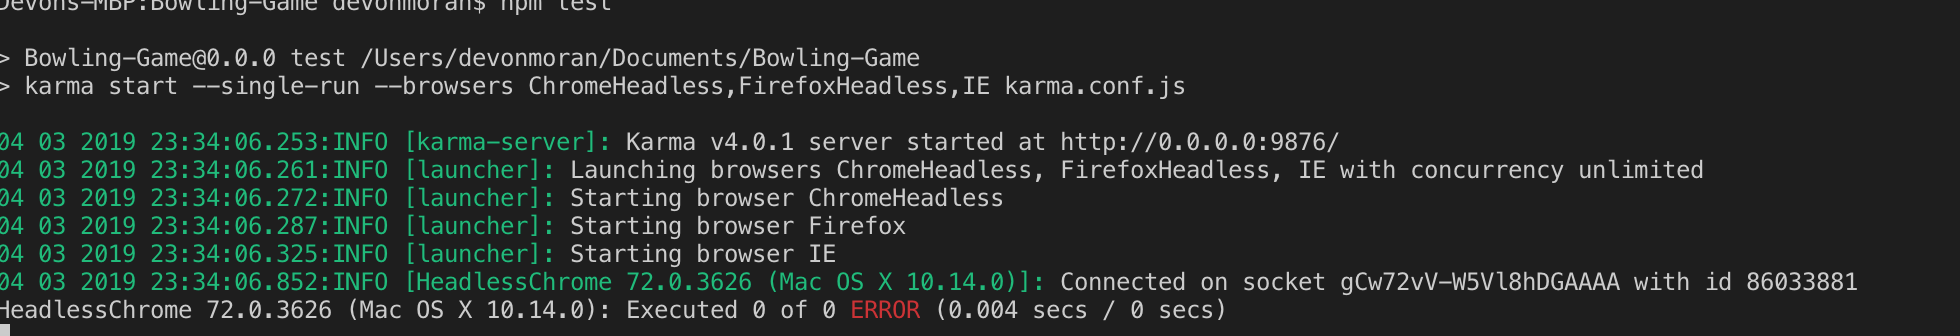 Devons-MBP:Bowling-Game devonmoran$ npm test
> Bowling-Game@0.0.0 test /Users/devonmoran/Documents/Bowling-Game
> karma start --single-run --browsers ChromeHeadless,FirefoxHeadless,IE karma.conf.js
04 03 2019 23:34:06.253:INFO [karma-server]: Karma v4.0.1 server started at http://0.0.0.0:9876/
04 03 2019 23:34:06.261:INFO [launcher]: Launching browsers ChromeHeadless, FirefoxHeadless, IE with concurrency unlimited
04 03 2019 23:34:06.272:INFO [launcher]: Starting browser ChromeHeadless
04 03 2019 23:34:06.287:INFO [launcher]: Starting browser Firefox
04 03 2019 23:34:06.325:INFO [launcher]: Starting browser IE
04 03 2019 23:34:06.852:INFO [HeadlessChrome 72.0.3626 (Mac OS X 10.14.0)]: Connected on socket gCw72vV-W5Vl8hDGAAAA with id 86033881
HeadlessChrome 72.0.3626 (Mac OS X 10.14.0): Executed 0 of 0 ERROR (0.004 secs / 0 secs)